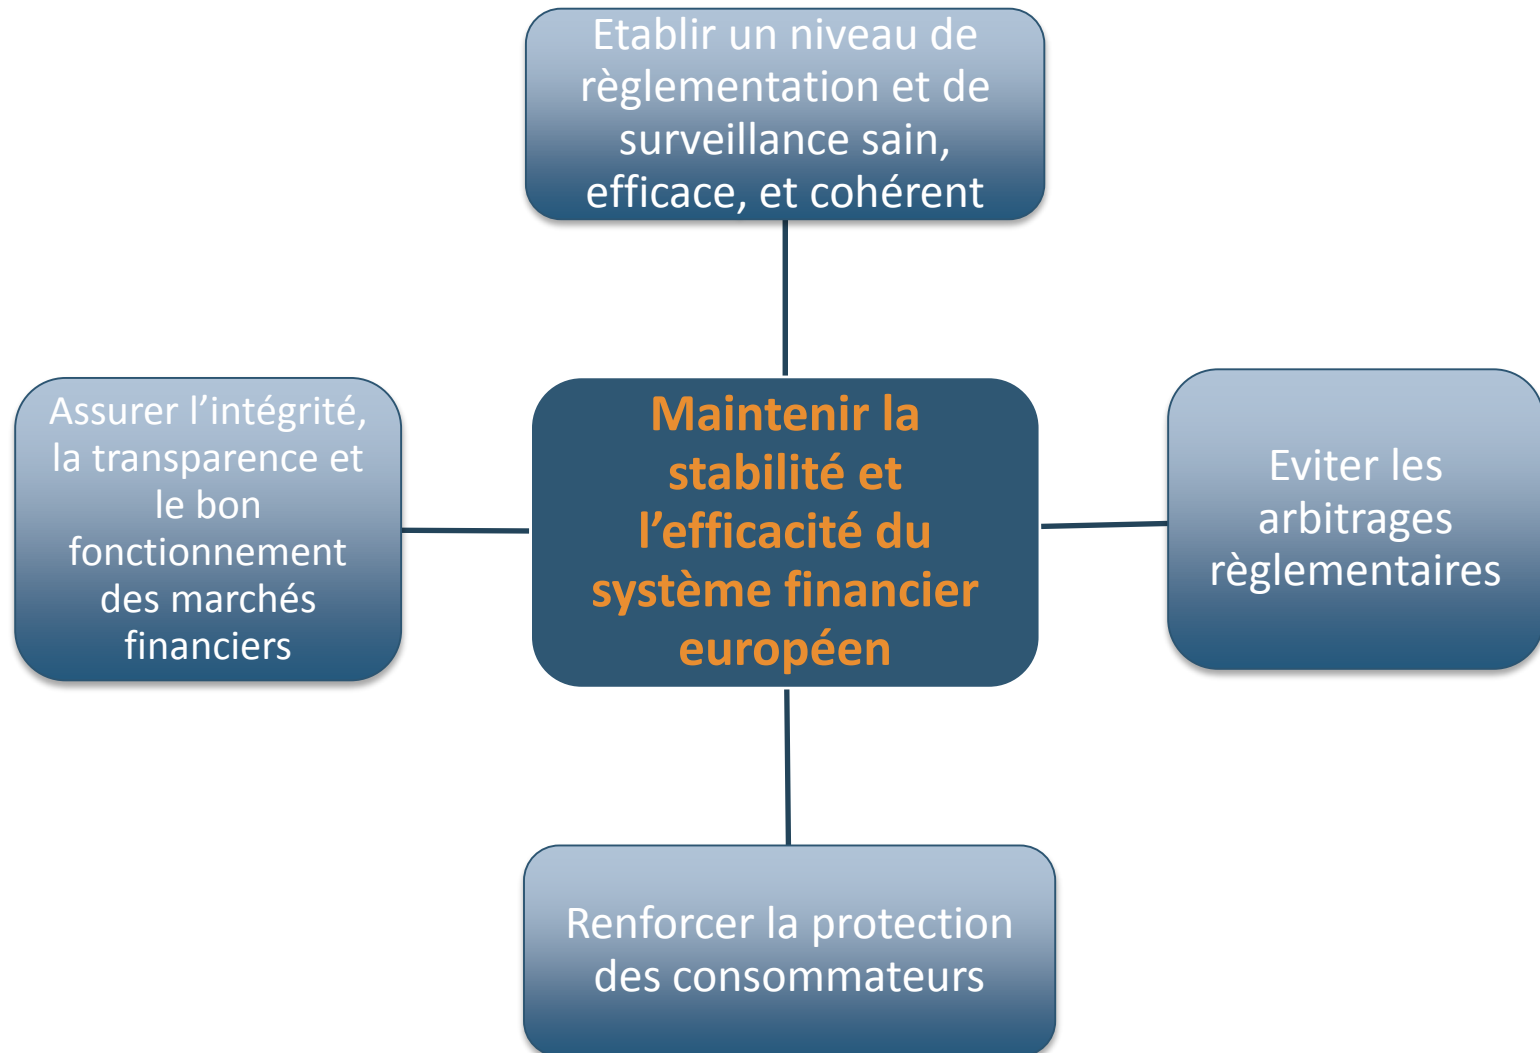 Etablir un niveau de
règlementation et de
surveillance sain,
efficace, et cohérent
Assurer l’intégrité,
la transparence et
le bon
fonctionnement
des marchés
financiers
Maintenir la
stabilité et
l’efficacité du
système financier
européen
Eviter les
arbitrages
règlementaires
Renforcer la protection
des consommateurs